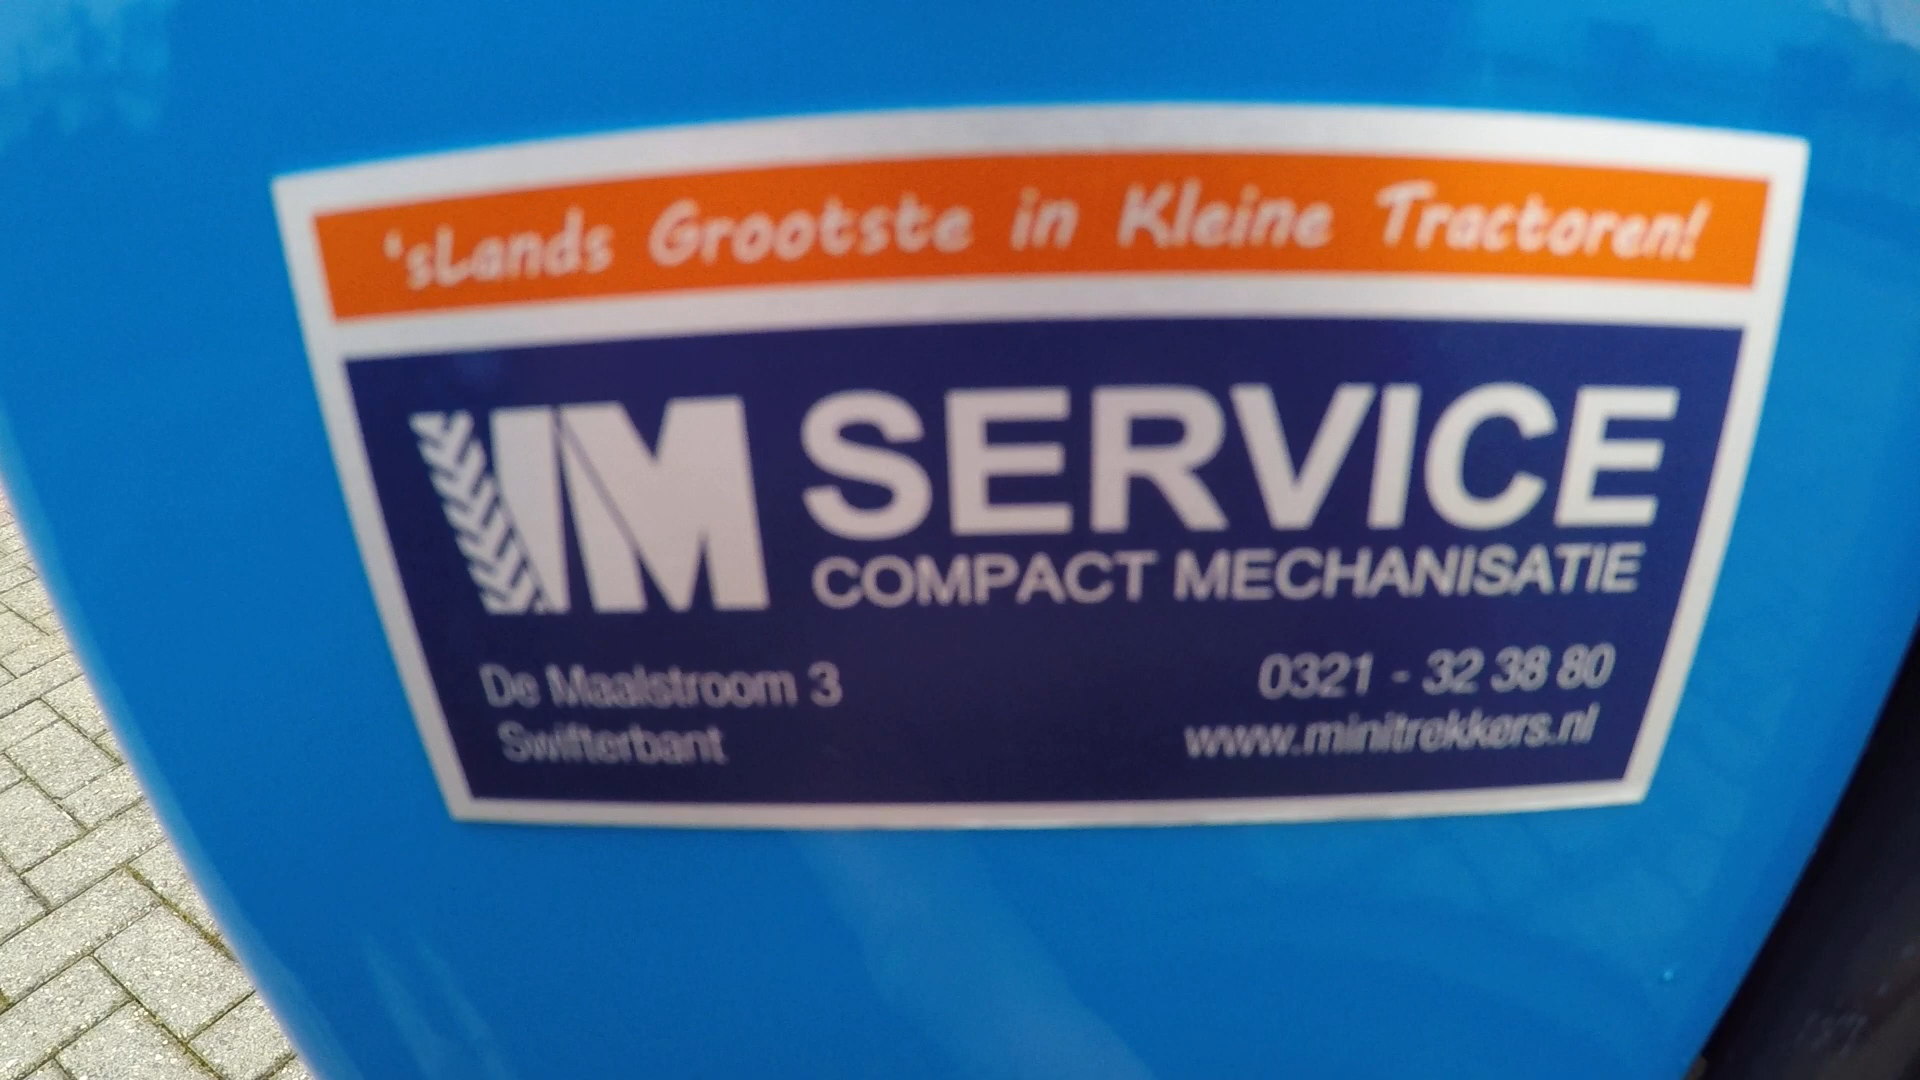 'sLands Grootste in Kleine Tractoren!
IM SERVICE
COMPACT MECHANISATIE
De Maalstroom 3
Swifterbant
0321 - 32 38 80
www.minitrekkers.nl